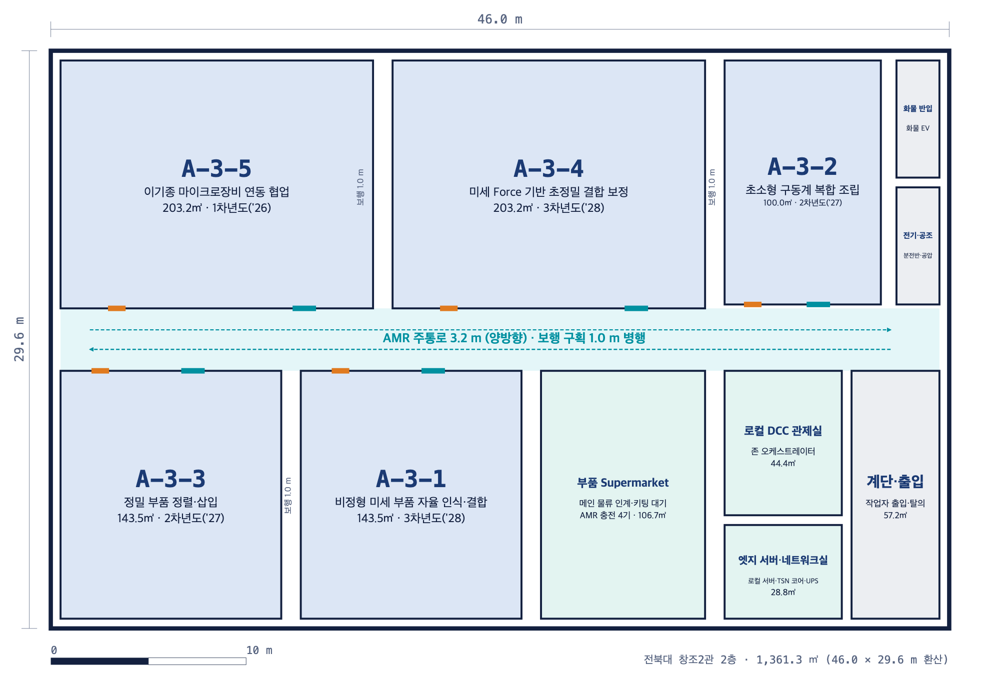 46.0 m
29.6 m
A-3-5
이기종 마이크로장비 연동 협업
203.2㎡ · 1차년도('26)
보행 1.0 m
A-3-4
미세 Force 기반 초정밀 결합 보정
203.2㎡ · 3차년도('28)
보행 1.0 m
A-3-2
초소형 구동계 복합 조립
100.0㎡ · 2차년도('27)
화물 반입
화물 EV
전기·공조
분전반·공압
AMR 주통로 3.2 m (양방향) · 보행 구획 1.0 m 병행
A-3-3
정밀 부품 정렬·삽입
143.5㎡ · 2차년도('27)
보행 1.0 m
A-3-1
비정형 미세 부품 자율 인식·결합
143.5㎡ · 3차년도('28)
부품 Supermarket
메인 물류 인계·키팅 대기
AMR 충전 4기 · 106.7㎡
로컬 DCC 관제실
존 오케스트레이터
44.4㎡
엣지 서버·네트워크실
로컬 서버·TSN 코어·UPS
28.8㎡
계단·출입
작업자 출입·탈의
57.2㎡
0
10 m
전북대 창조2관 2층 · 1,361.3 ㎡ (46.0 × 29.6 m 환산)